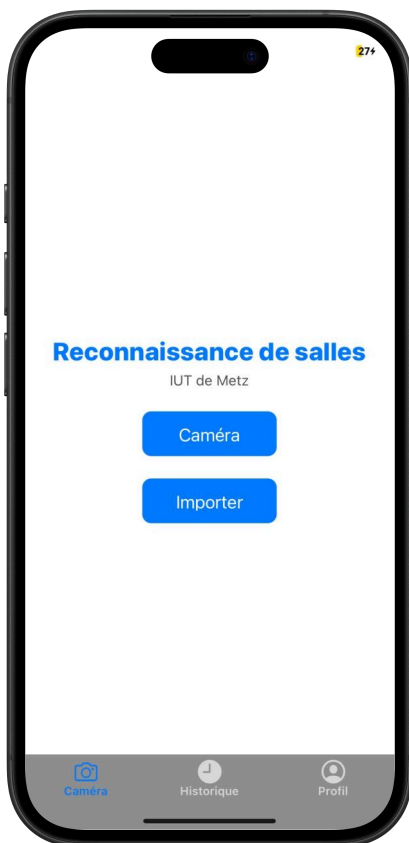 27
Reconnaissance de salles
IUT de Metz
Caméra
Importer
Caméra
Historique
Profil